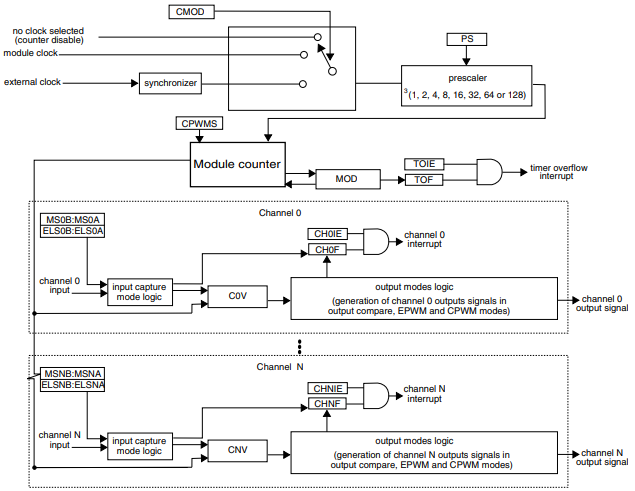 CMOD
no clock selected
(counter disable)
module clock
external clock
synchronizer
PS
prescaler
3(1, 2, 4, 8, 16, 32, 64 or 128)
CPWMS
Module counter
MOD
TOIE
TOF
timer overflow
interrupt
Channel 0
MS0B:MS0A
ELS0B:ELS0A
CH0IE
CH0F
channel 0
interrupt
channel 0
input
input capture
mode logic
C0V
output modes logic
(generation of channel 0 outputs signals in
output compare, EPWM and CPWM modes)
channel 0
output signal
Channel N
MSNB:MSNA
ELSNB:ELSNA
CHNIE
CHNF
channel N
interrupt
channel N
input
input capture
mode logic
CNV
output modes logic
(generation of channel N outputs signals in
output compare, EPWM and CPWM modes)
channel N
output signal